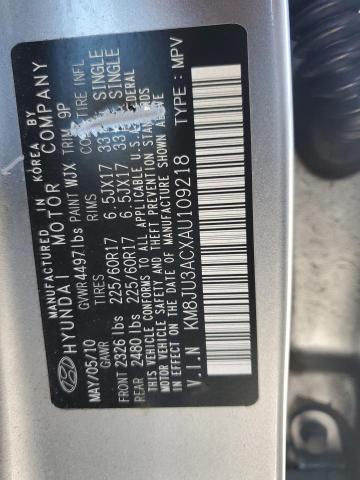 MANUFACTURED IN KOREA BY
HYUNDAI MOTOR COMPANY
MAY/05/10 GVWR 4497lbs PAINT WJX TRIM 9P
GAWR TIRES RIMS TIRE INFL
FRONT 2326 lbs 225/60R17 6.5JX17 33 SINGLE
REAR 2480 lbs 225/60R17 6.5JX17 33 SINGLE
THIS VEHICLE CONFORMS TO ALL APPLICABLE U.S.A. FEDERAL
MOTOR VEHICLE SAFETY, BUMPER, AND
THEFT PREVENTION STANDARDS
IN EFFECT ON THE DATE OF MANUFACTURE SHOWN ABOVE
V.I.N KM8JU3ACXAU109218 TYPE : MPV